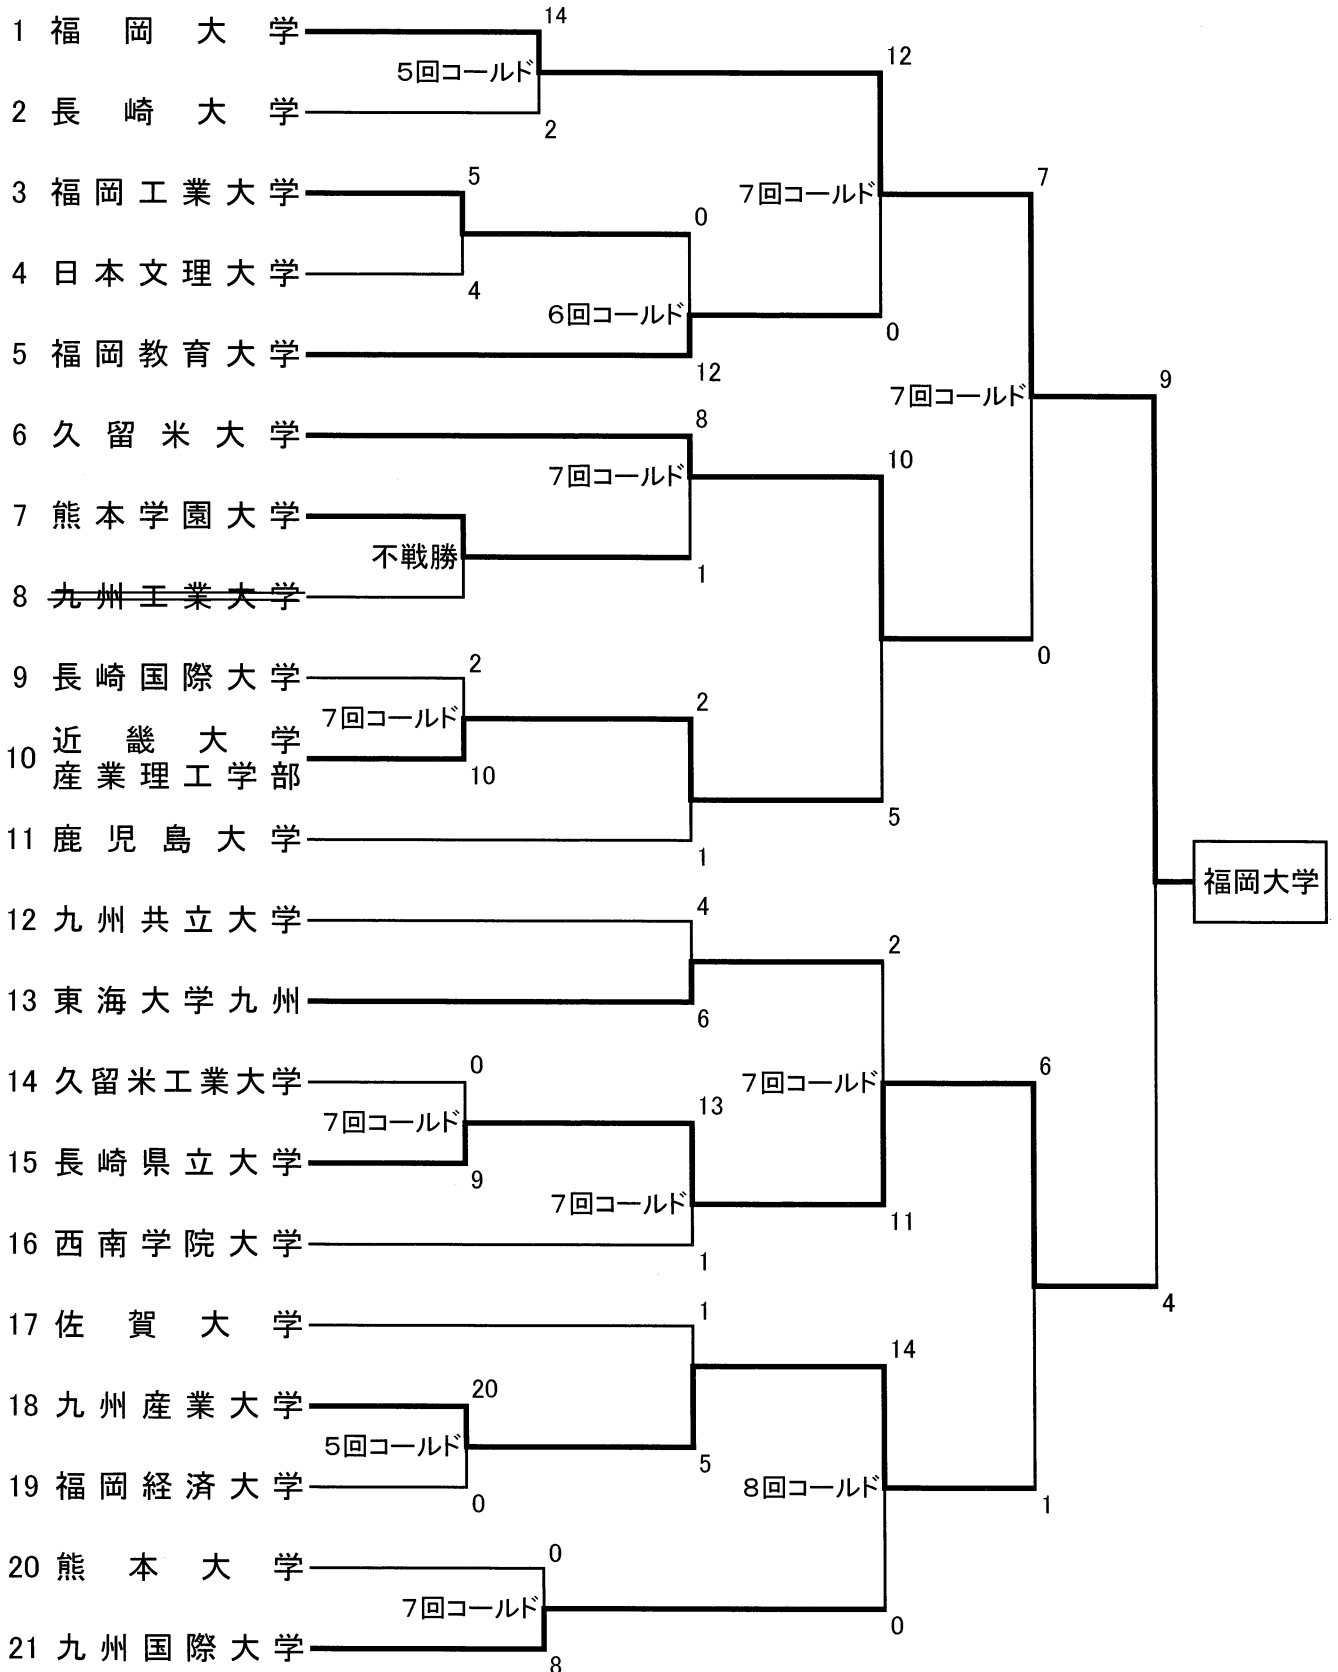 14
1 福岡大学
12
5回コールド
2 長崎大学
2
5
7
3 福岡工業大学
7回コールド
0
4 日本文理大学
4
6回コールド
0
5 福岡教育大学
12
9
7回コールド
8
6 久留米大学
10
7回コールド
7 熊本学園大学
不戦勝
1
8 九州工業大学
0
2
9 長崎国際大学
2
7回コールド
10 近畿大学
産業理工学部
10
5
11 鹿児島大学
1
福岡大学
4
12 九州共立大学
2
13 東海大学九州
6
0
6
14 久留米工業大学
7回コールド
13
7回コールド
15 長崎県立大学
9
7回コールド
11
16 西南学院大学
1
4
1
17 佐賀大学
14
20
18 九州産業大学
5回コールド
5
19 福岡経済大学
8回コールド
0
1
0
20 熊本大学
7回コールド
0
21 九州国際大学
8